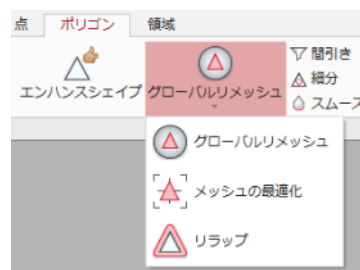 点 ポリゴン 領域
エンハンスシェイプ
グローバルリメッシュ
間引き
細分
スムース
グローバルリメッシュ
メッシュの最適化
リラップ